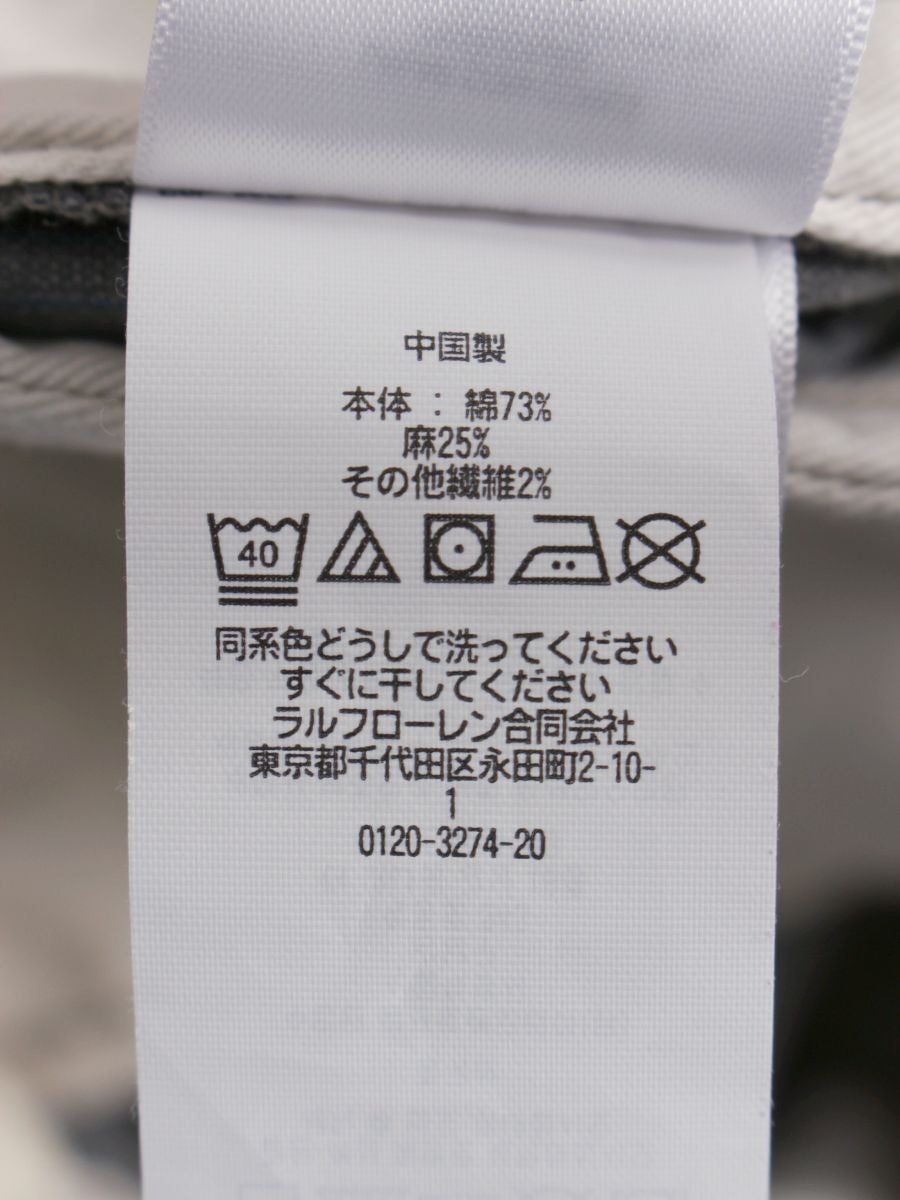 中国製
本体 : 綿73%
麻25%
その他繊維2%
40
同系色どうしで洗ってください
すぐに干してください
ラルフローレン合同会社
東京都千代田区永田町2-10-
1
0120-3274-20